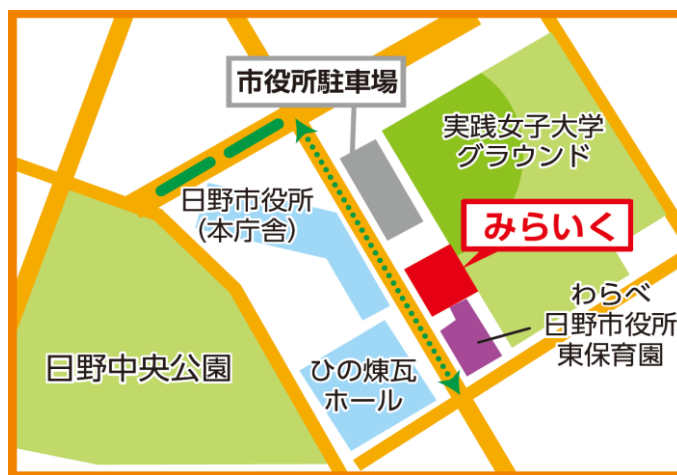 市役所駐車場
実践女子大学
グラウンド
日野市役所
(本庁舎)
みらいく
わらべ
日野市役所
東保育園
日野中央公園
ひの煉瓦
ホール